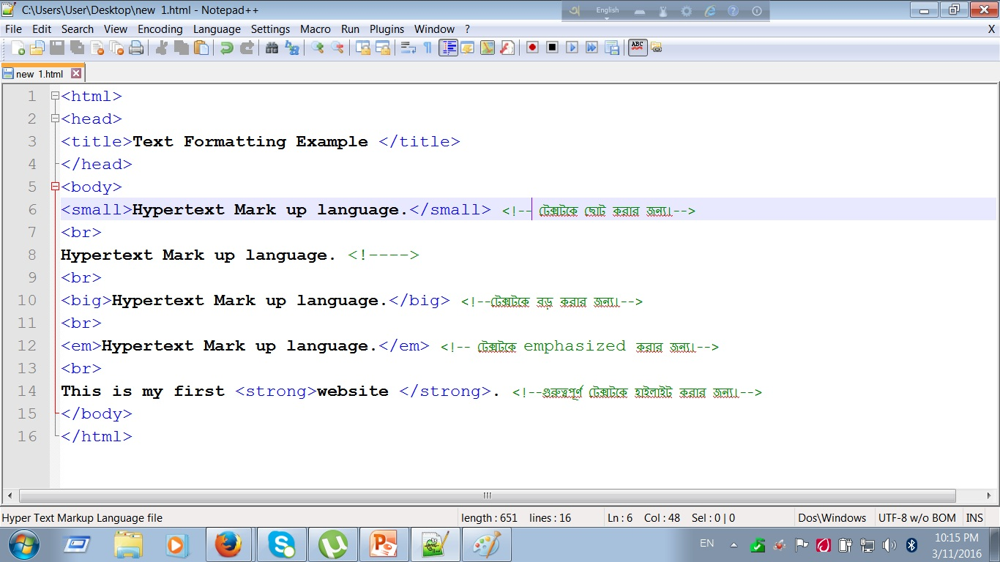 C:\Users\User\Desktop\new 1.html - Notepad++
English
File Edit Search View Encoding Language Settings Macro Run Plugins Window ? X
ABC
new 1.html
1 <html>
2 <head>
3 <title>Text Formatting Example </title>
4 </head>
5 <body>
6 <small>Hypertext Mark up language.</small> <!-- টেক্সটকে ছোট করার জন্য।-->
7 <br>
8 Hypertext Mark up language. <!---->
9 <br>
10 <big>Hypertext Mark up language.</big> <!--টেক্সটকে বড় করার জন্য।-->
11 <br>
12 <em>Hypertext Mark up language.</em> <!-- টেক্সটকে emphasized করার জন্য।-->
13 <br>
14 This is my first <strong>website </strong>. <!--গুরুত্বপূর্ণ টেক্সটকে হাইলাইট করার জন্য।-->
15 </body>
16 </html>
Hyper Text Markup Language file length : 651 lines : 16 Ln : 6 Col : 48 Sel : 0 | 0 Dos\Windows UTF-8 w/o BOM INS
EN 10:15 PM
3/11/2016